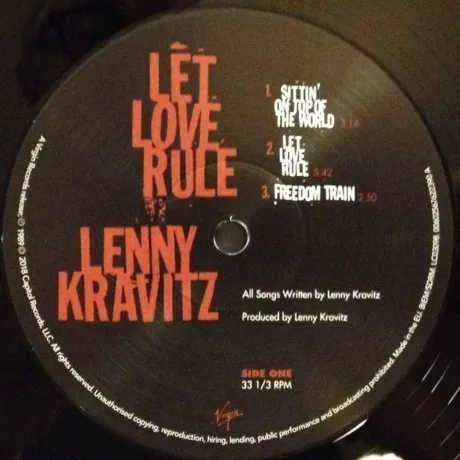 LET
LOVE
RULE
LENNY
KRAVITZ
1. SITTIN'
ON TOP OF
THE WORLD 3:16
2. LET
LOVE
RULE 5:42
3. FREEDOM TRAIN 2:50
All Songs Written by Lenny Kravitz
Produced by Lenny Kravitz
SIDE ONE
33 1/3 RPM
Virgin
A Virgin Records release; ℗ 1989 © 2018 Capitol Records, LLC. All rights reserved. Unauthorised copying, reproduction, hiring, lending, public performance and broadcasting prohibited. Made in the EU. BIEM/SDRM.